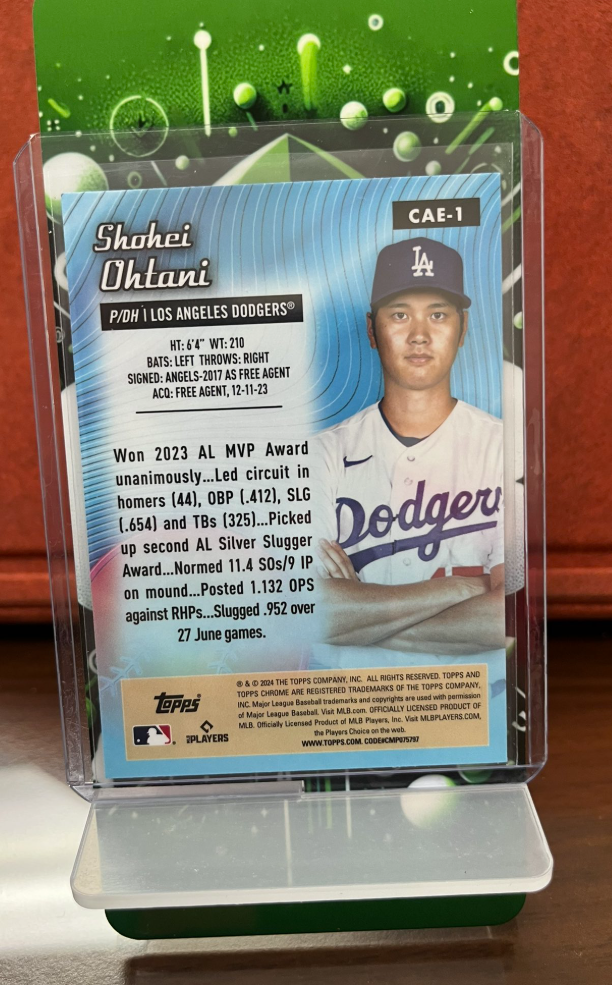 CAE-1
Shohei
Ohtani
LA
P/DH | LOS ANGELES DODGERS®
HT: 6'4" WT: 210
BATS: LEFT THROWS: RIGHT
SIGNED: ANGELS-2017 AS FREE AGENT
ACQ: FREE AGENT, 12-11-23
Won 2023 AL MVP Award
unanimously...Led circuit in
homers (44), OBP (.412), SLG
(.654) and TBs (325)...Picked
up second AL Silver Slugger
Award...Normed 11.4 SOs/9 IP
on mound...Posted 1.132 OPS
against RHPs...Slugged .952 over
27 June games.
Dodgers
topps®
MLB PLAYERS
® & © 2024 THE TOPPS COMPANY, INC. ALL RIGHTS RESERVED. TOPPS AND
TOPPS CHROME ARE REGISTERED TRADEMARKS OF THE TOPPS COMPANY,
INC. Major League Baseball trademarks and copyrights are used with permission
of Major League Baseball. Visit MLB.com. OFFICIALLY LICENSED PRODUCT OF
MLB. Officially Licensed Product of MLB Players, Inc. Visit MLBPLAYERS.COM,
the Players Choice on the web.
WWW.TOPPS.COM. CODE#CMP075797